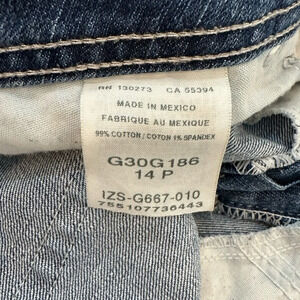 RN 130273 CA 55394
MADE IN MEXICO
FABRIQUE AU MEXIQUE
99% COTTON / COTON 1% SPANDEX
G30G186
14 P
IZS-G667-010
755107736443